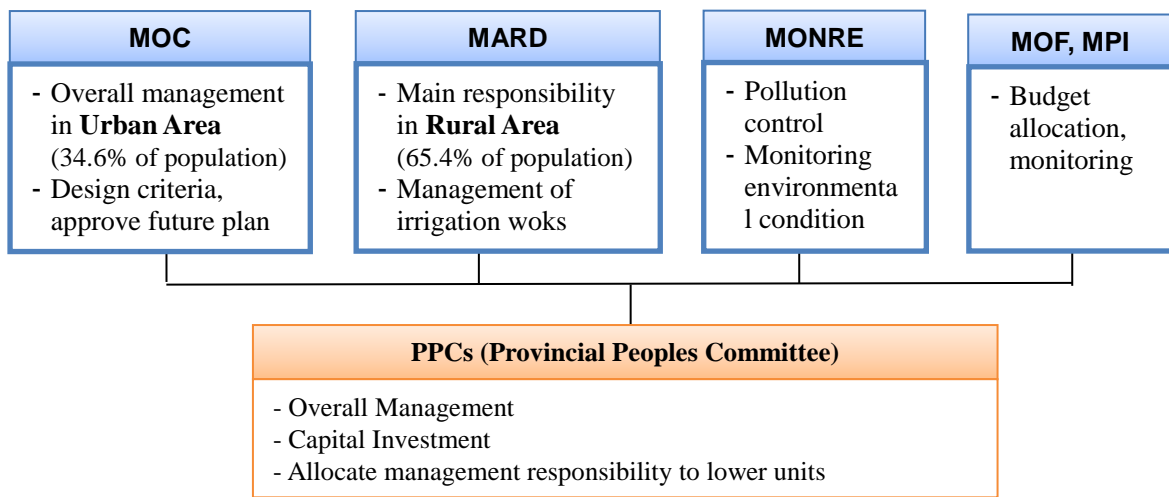 MOC
- Overall management
in Urban Area
(34.6% of population)
- Design criteria,
approve future plan
MARD
- Main responsibility
in Rural Area
(65.4% of population)
- Management of
irrigation woks
MONRE
- Pollution
control
- Monitoring
environmenta
l condition
MOF, MPI
- Budget
allocation,
monitoring
PPCs (Provincial Peoples Committee)
- Overall Management
- Capital Investment
- Allocate management responsibility to lower units